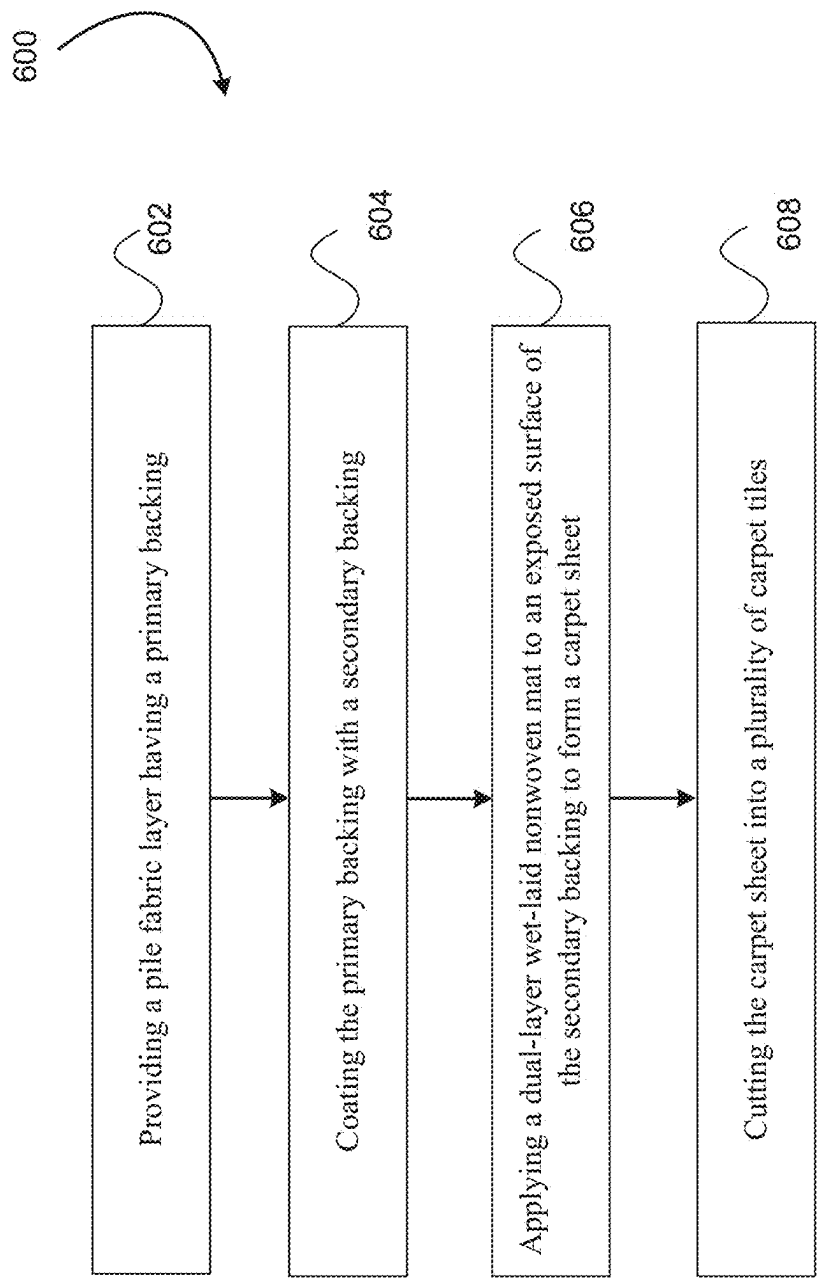 600
Providing a pile fabric layer having a primary backing
602
Coating the primary backing with a secondary backing
604
Applying a dual-layer wet-laid nonwoven mat to an exposed surface of
the secondary backing to form a carpet sheet
606
Cutting the carpet sheet into a plurality of carpet tiles
608